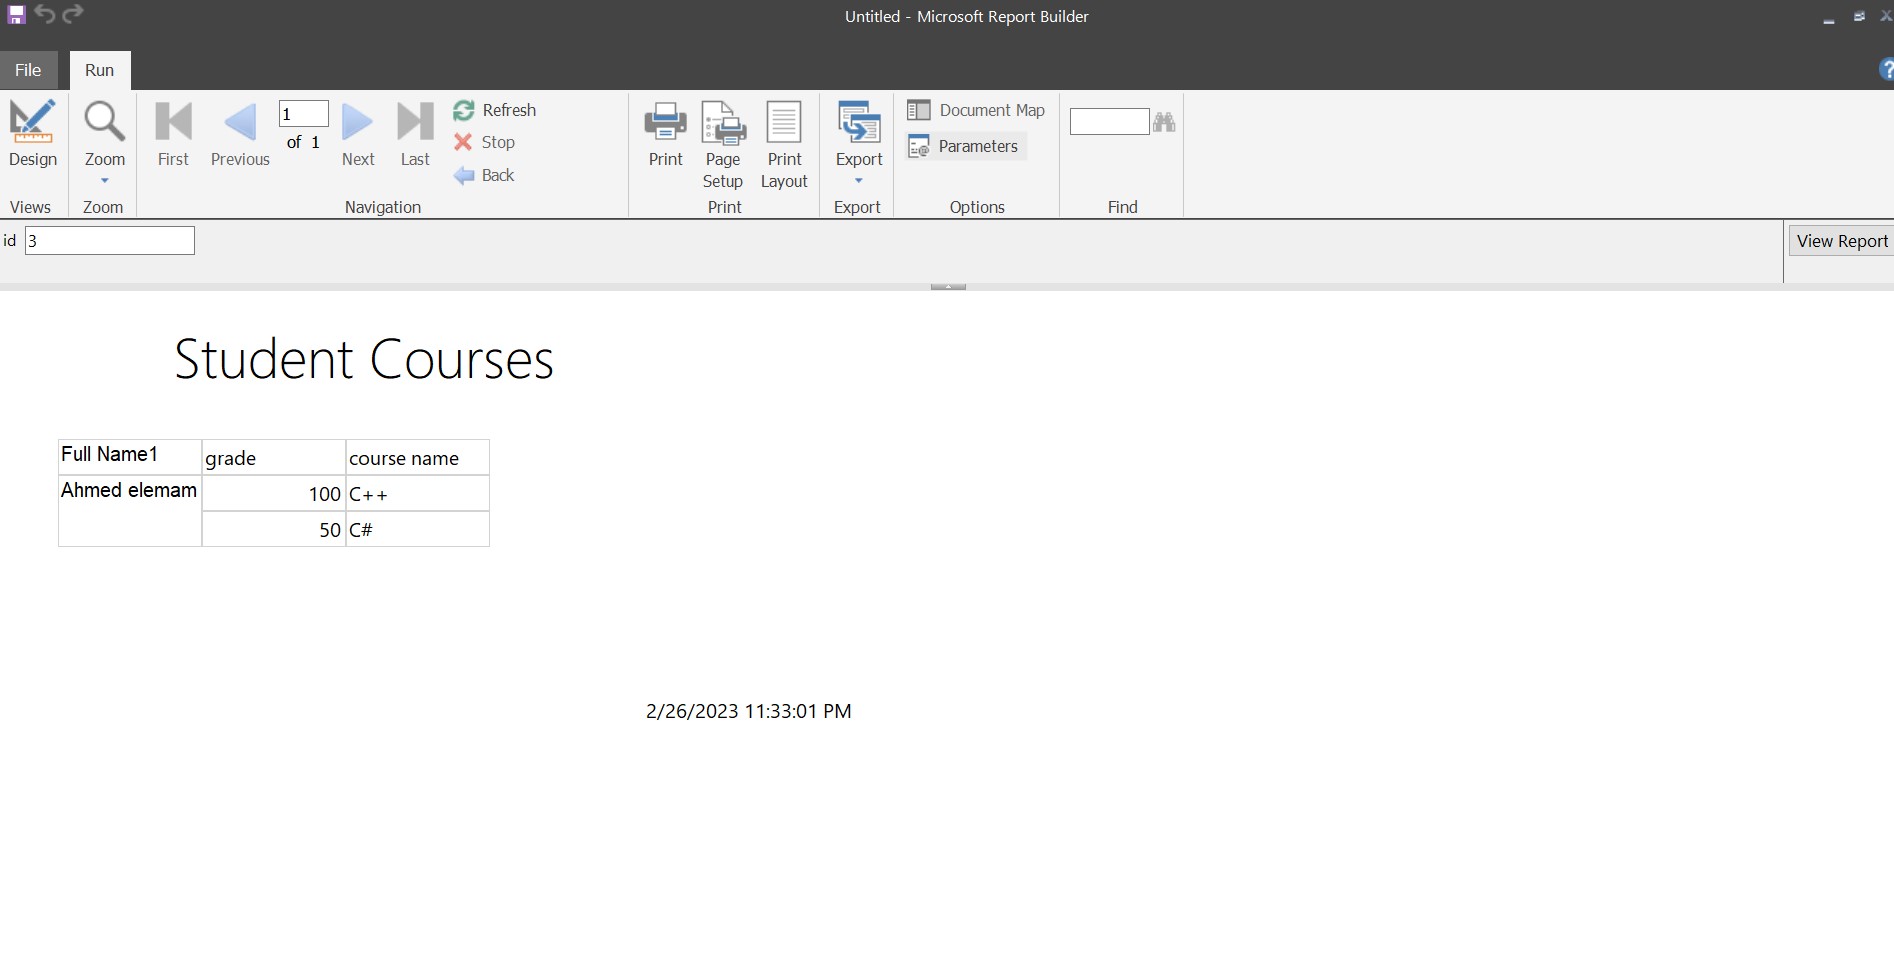 Untitled - Microsoft Report Builder
File Run
Design Zoom First Previous 1 of 1 Next Last Refresh Stop Back Print Page Setup Print Layout Export Document Map Parameters
Views Zoom Navigation Print Export Options Find
id 3 View Report
Student Courses
Full Name1 grade course name
Ahmed elemam 100 C++
50 C#
2/26/2023 11:33:01 PM